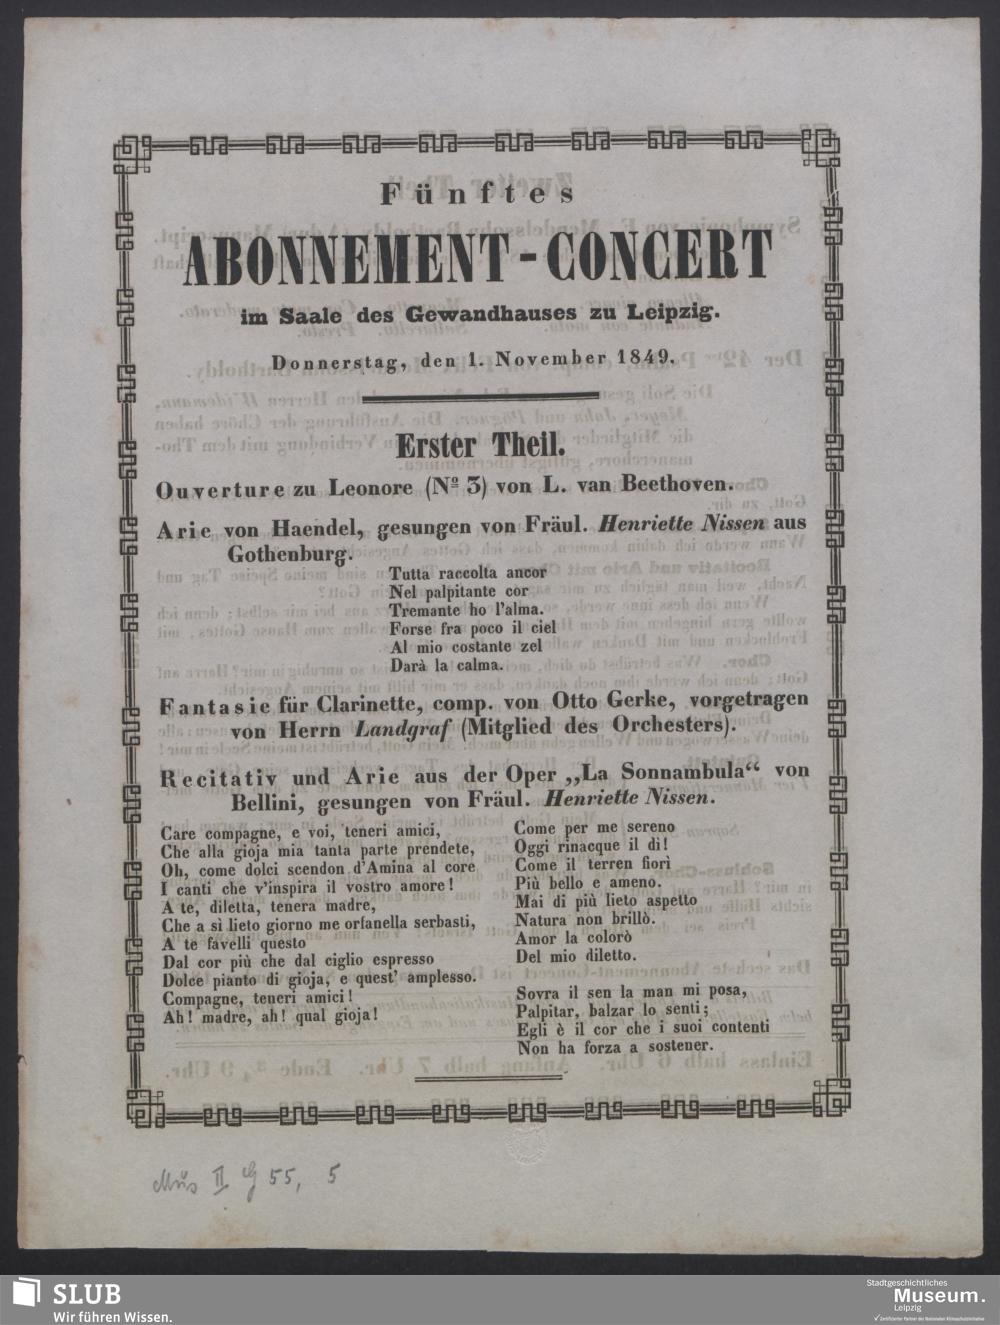 Fünftes
ABONNEMENT-CONCERT
im Saale des Gewandhauses zu Leipzig.
Donnerstag, den 1. November 1849.
Erster Theil.
Ouverture zu Leonore (Nº 3) von L. van Beethoven.
Arie von Haendel, gesungen von Fräul. Henriette Nissen aus
Gothenburg.
Tutta raccolta ancor
Nel palpitante cor
Tremante ho l'alma.
Forse fra poco il ciel
Al mio costante zel
Darà la calma.
Fantasie für Clarinette, comp. von Otto Gerke, vorgetragen
von Herrn Landgraf (Mitglied des Orchesters).
Recitativ und Arie aus der Oper „La Sonnambula“ von
Bellini, gesungen von Fräul. Henriette Nissen.
Care compagne, e voi, teneri amici,
Che alla gioja mia tanta parte prendete,
Oh, come dolci scendon d'Amina al core
I canti che v'inspira il vostro amore!
A te, diletta, tenera madre,
Che a sì lieto giorno me orfanella serbasti,
A te favelli questo
Dal cor più che dal ciglio espresso
Dolce pianto di gioja, e quest' amplesso.
Compagne, teneri amici!
Ah! madre, ah! qual gioja!
Come per me sereno
Oggi rinacque il dì!
Come il terren fiorì
Più bello e ameno.
Mai di più lieto aspetto
Natura non brillò.
Amor la colorò
Del mio diletto.
Sovra il sen la man mi posa,
Palpitar, balzar lo senti;
Egli è il cor che i suoi contenti
Non ha forza a sostener.
Mus II G 55, 5
SLUB
Wir führen Wissen.
Stadtgeschichtliches
Museum.
Leipzig